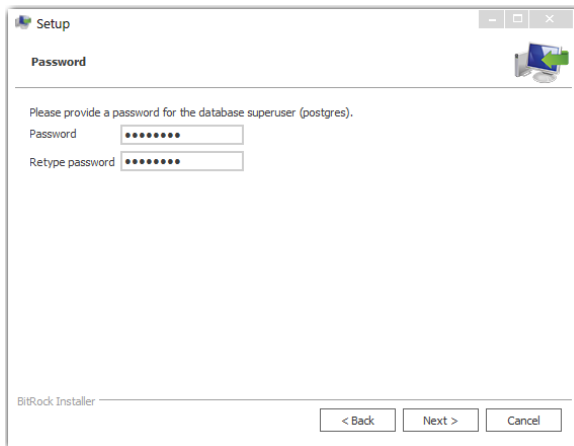 Setup
Password
Please provide a password for the database superuser (postgres).
Password ••••••••
Retype password ••••••••
BitRock Installer
< Back Next > Cancel